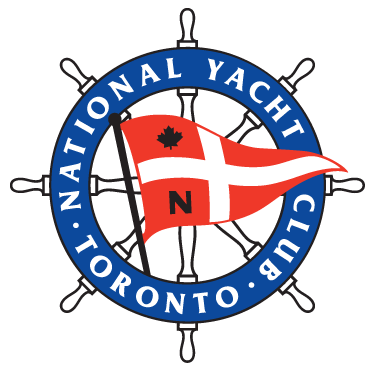 NATIONAL YACHT CLUB
· TORONTO ·
N